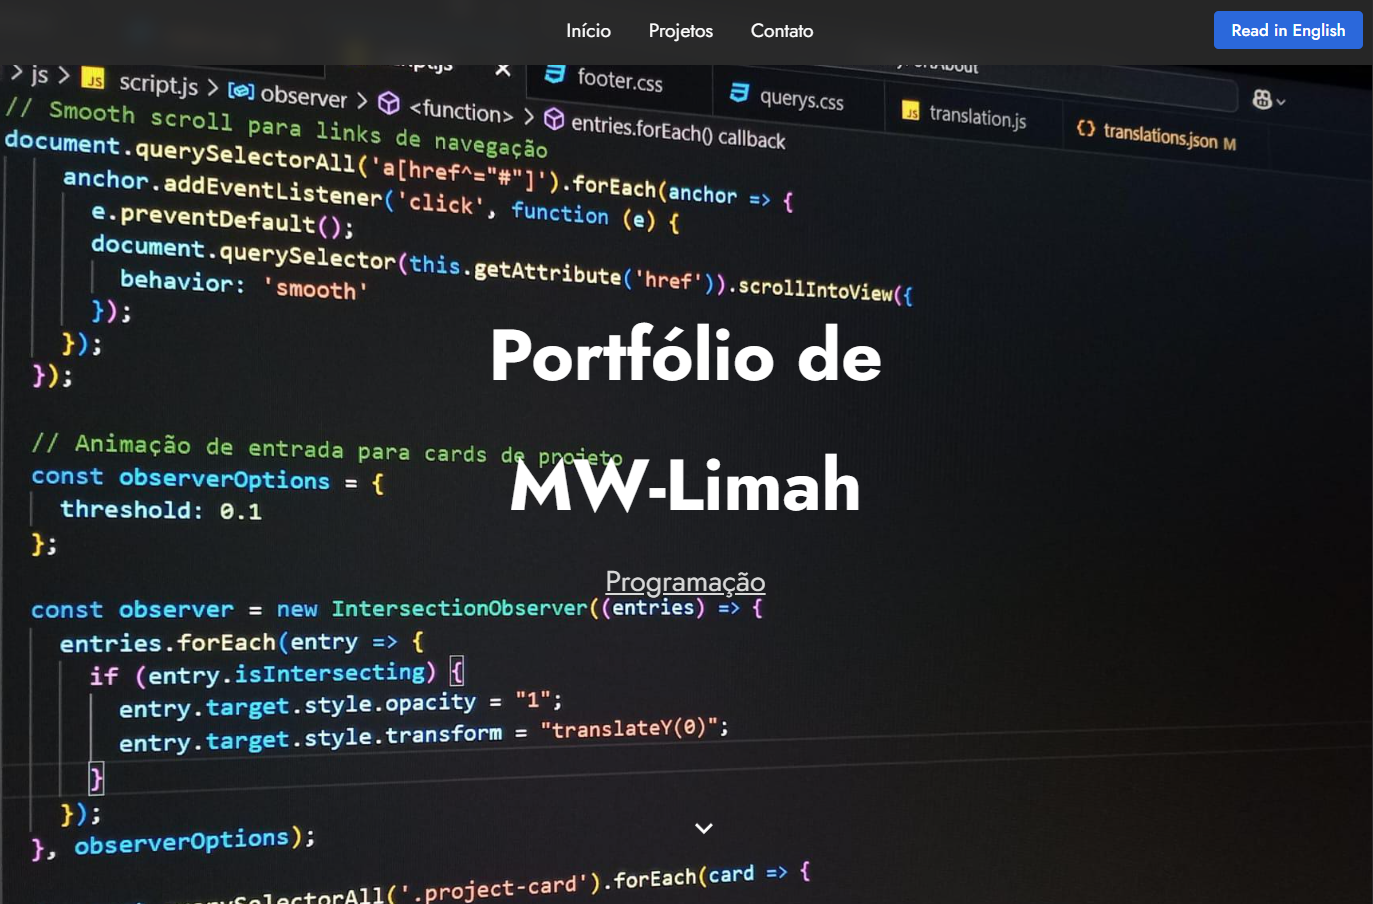 Início Projetos Contato Read in English
js > script.js > observer > <function> > entries.forEach() callback
footer.css
querys.css
translation.js
translations.json M
// Smooth scroll para links de navegação
document.querySelectorAll('a[href^="#"]').forEach(anchor => {
anchor.addEventListener('click', function (e) {
e.preventDefault();
document.querySelector(this.getAttribute('href')).scrollIntoView({
behavior: 'smooth'
});
});
});
Portfólio de
MW-Limah
Programação
// Animação de entrada para cards de projeto
const observerOptions = {
threshold: 0.1
};
const observer = new IntersectionObserver((entries) => {
entries.forEach(entry => {
if (entry.isIntersecting) {
entry.target.style.opacity = "1";
entry.target.style.transform = "translateY(0)";
}
});
}, observerOptions);
('.project-card').forEach(card => {